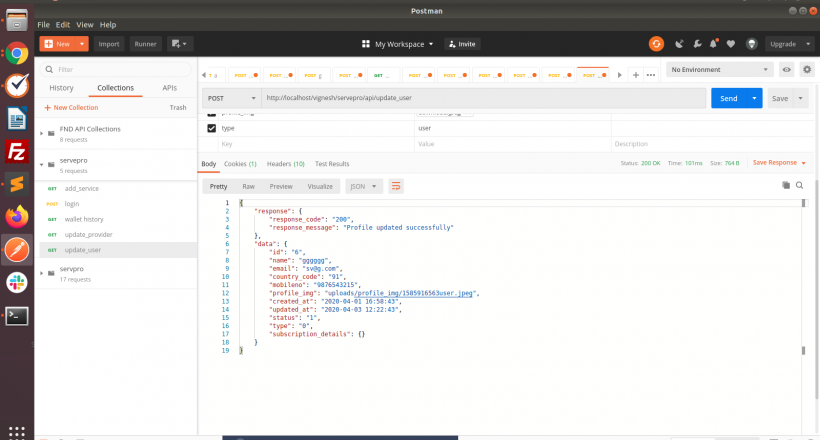 Postman
File Edit View Help
New Import Runner My Workspace Invite Upgrade
Filter
History Collections APIs
+ New Collection Trash
FND API Collections
8 requests
servepro
5 requests
GET add_service
POST login
GET wallet history
GET update_provider
GET update_user
servpro
17 requests
T a POST ... POST ... POST g POST ... GET ... POST ... POST ... POST ... POST ... POST ... POST ... + ...
No Environment
POST http://localhost/vignesh/servepro/api/update_user Send Save
type user
Key Value Description
Body Cookies (1) Headers (10) Test Results Status: 200 OK Time: 101ms Size: 764 B Save Response
Pretty Raw Preview Visualize JSON
1 {
2 "response": {
3 "response_code": "200",
4 "response_message": "Profile updated successfully"
5 },
6 "data": {
7 "id": "6",
8 "name": "gggggg",
9 "email": "sv@g.com",
10 "country_code": "91",
11 "mobileno": "9876543215",
12 "profile_img": "uploads/profile_img/1585916563user.jpeg",
13 "created_at": "2020-04-01 16:58:43",
14 "updated_at": "2020-04-03 12:22:43",
15 "status": "1",
16 "type": "0",
17 "subscription_details": {}
18 }
19 }